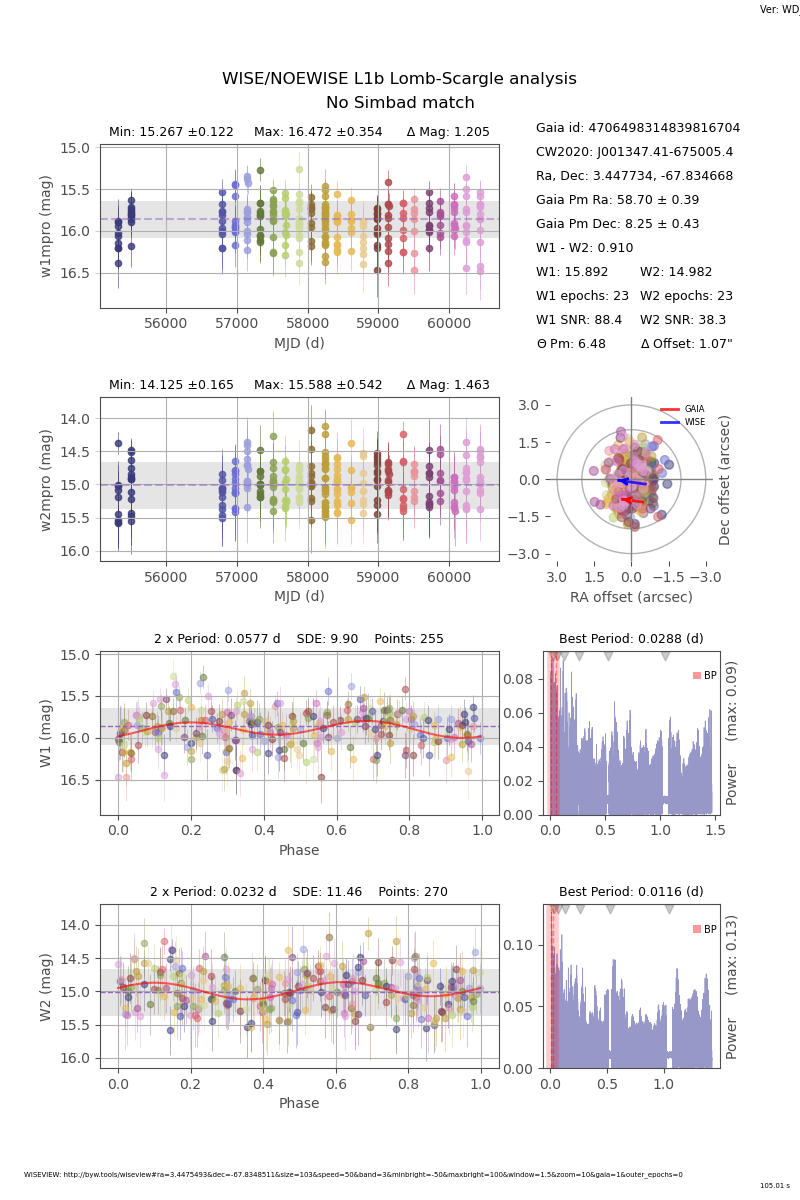 Ver: WD_
WISE/NOEWISE L1b Lomb-Scargle analysis
No Simbad match
Min: 15.267 ±0.122 Max: 16.472 ±0.354 Δ Mag: 1.205
15.0
15.5
16.0
16.5
w1mpro (mag)
56000 57000 58000 59000 60000
MJD (d)
Gaia id: 4706498314839816704
CW2020: J001347.41-675005.4
Ra, Dec: 3.447734, -67.834668
Gaia Pm Ra: 58.70 ± 0.39
Gaia Pm Dec: 8.25 ± 0.43
W1 - W2: 0.910
W1: 15.892 W2: 14.982
W1 epochs: 23 W2 epochs: 23
W1 SNR: 88.4 W2 SNR: 38.3
Θ Pm: 6.48 Δ Offset: 1.07"
Min: 14.125 ±0.165 Max: 15.588 ±0.542 Δ Mag: 1.463
14.0
14.5
15.0
15.5
16.0
w2mpro (mag)
56000 57000 58000 59000 60000
MJD (d)
3.0
1.5
0.0
−1.5
−3.0
GAIA
WISE
Dec offset (arcsec)
3.0 1.5 0.0 −1.5 −3.0
RA offset (arcsec)
2 x Period: 0.0577 d SDE: 9.90 Points: 255
15.0
15.5
16.0
16.5
W1 (mag)
0.0 0.2 0.4 0.6 0.8 1.0
Phase
Best Period: 0.0288 (d)
0.08
0.06
0.04
0.02
0.00
BP
Power (max: 0.09)
0.0 0.5 1.0 1.5
2 x Period: 0.0232 d SDE: 11.46 Points: 270
14.0
14.5
15.0
15.5
16.0
W2 (mag)
0.0 0.2 0.4 0.6 0.8 1.0
Phase
Best Period: 0.0116 (d)
0.10
0.05
0.00
BP
Power (max: 0.13)
0.0 0.5 1.0
WISEVIEW: http://byw.tools/wiseview#ra=3.4475493&dec=-67.8348511&size=103&speed=50&band=3&minbright=-50&maxbright=100&window=1.5&zoom=10&gaia=1&outer_epochs=0
105.01 s